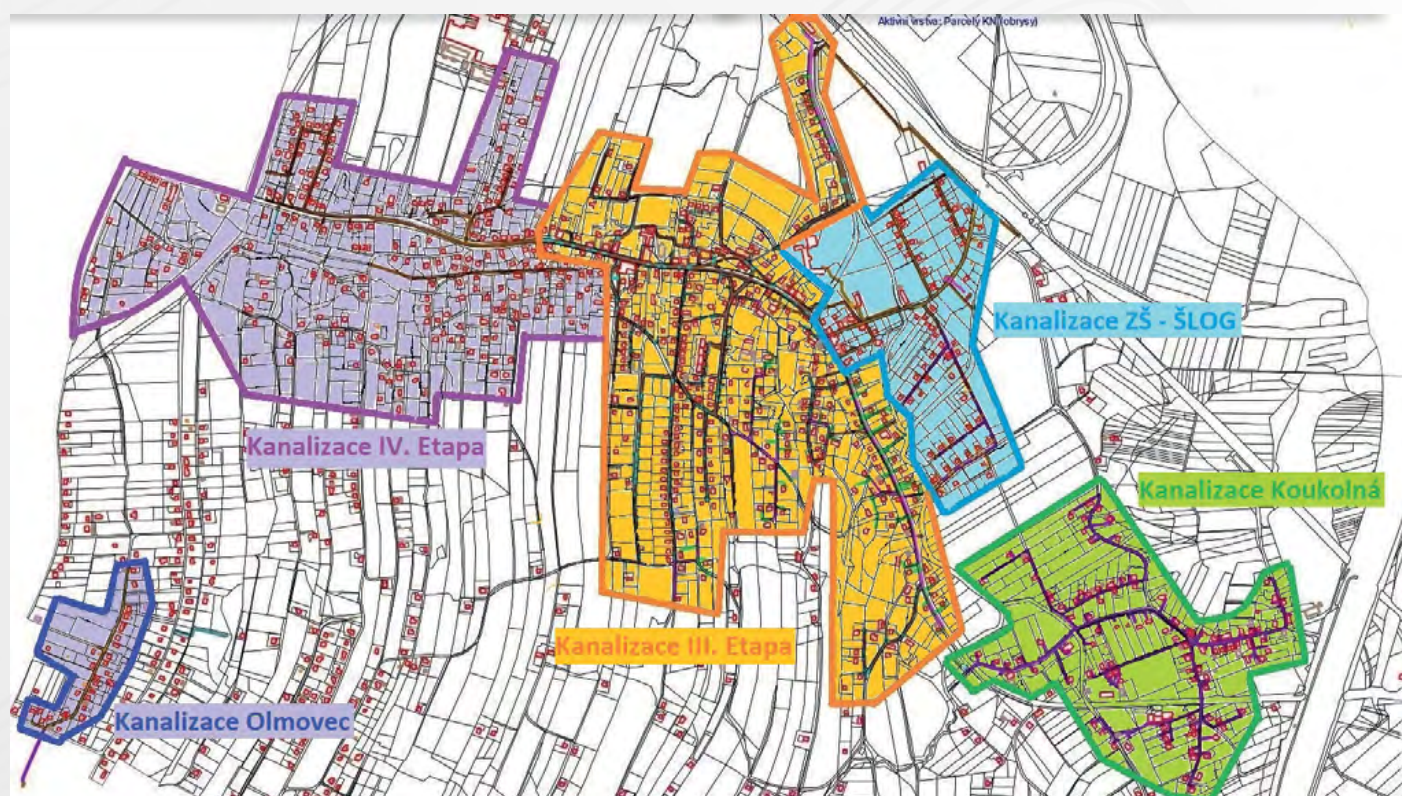 Aktivní vrstva: Parcely KN (obrysy)
Kanalizace ZŠ - ŠLOG
Kanalizace IV. Etapa
Kanalizace Koukolná
Kanalizace III. Etapa
Kanalizace Olmovec